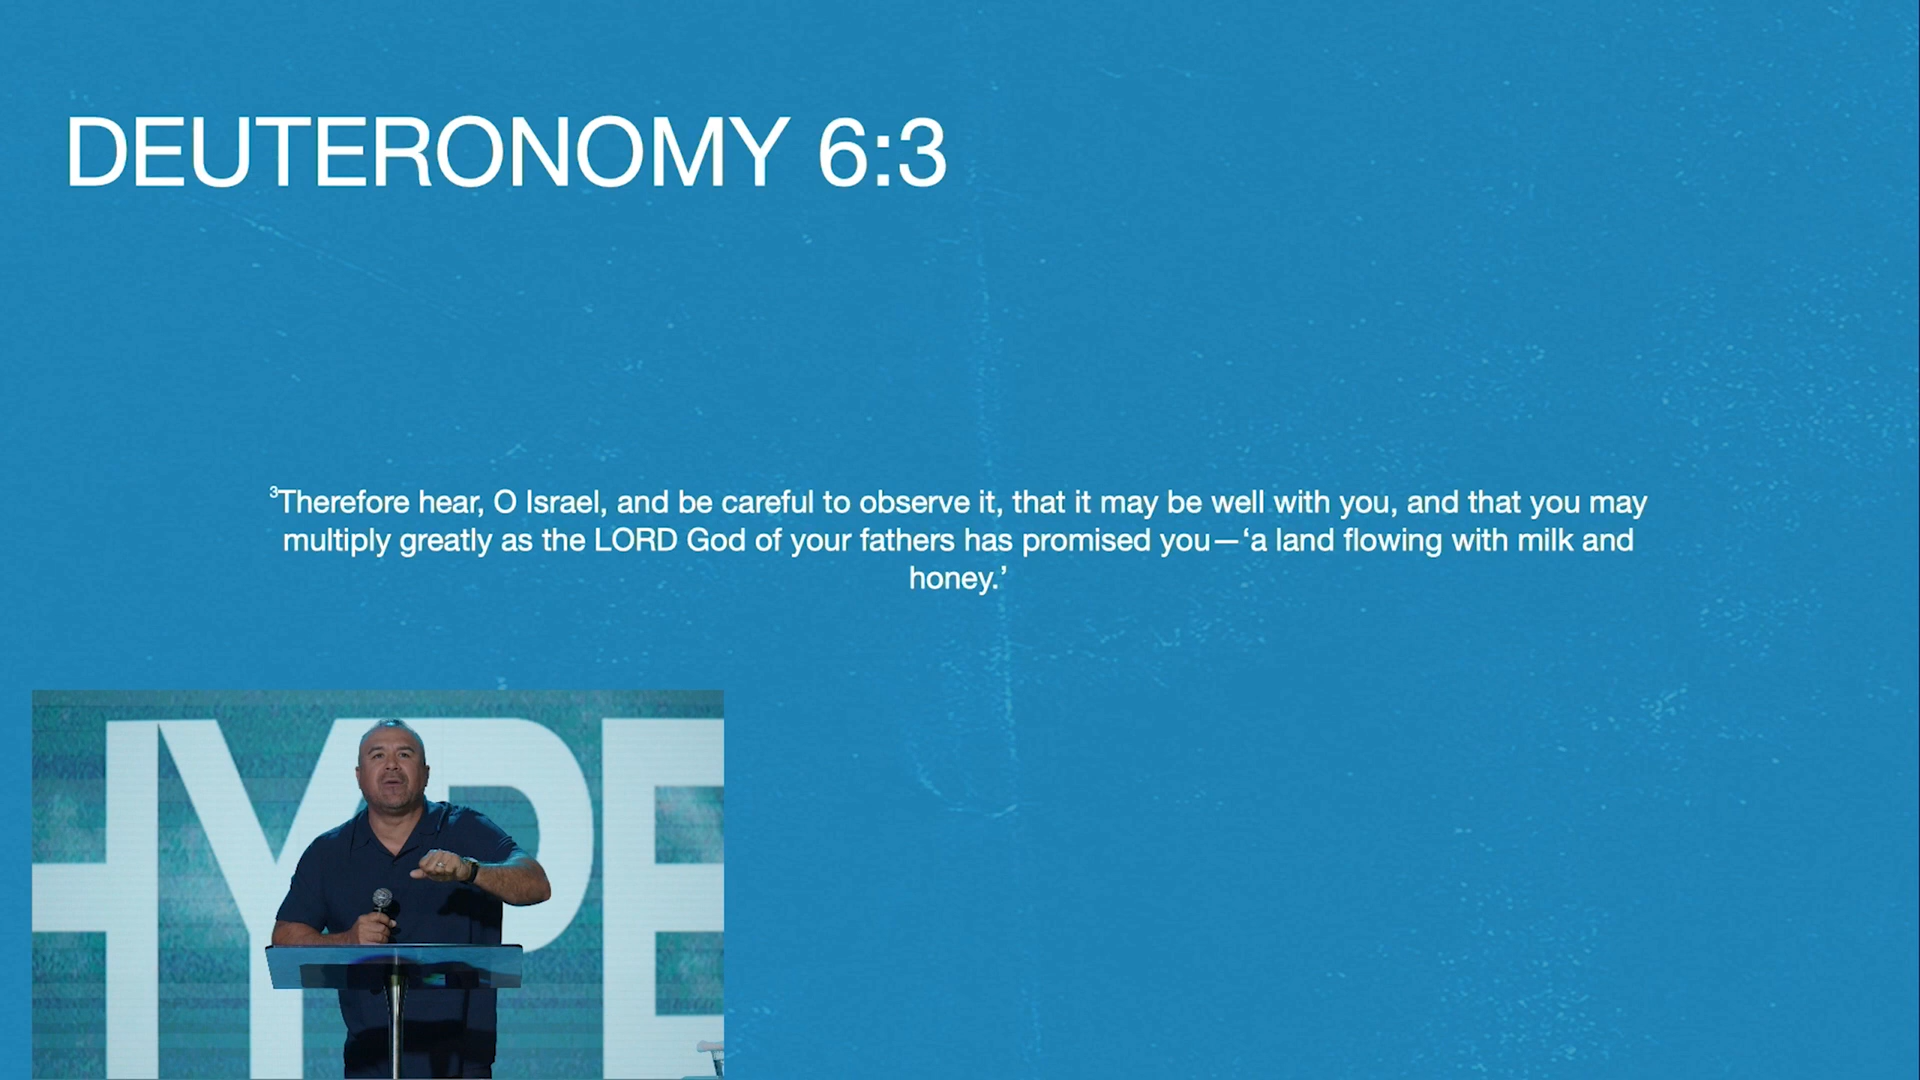 DEUTERONOMY 6:3
³Therefore hear, O Israel, and be careful to observe it, that it may be well with you, and that you may
multiply greatly as the LORD God of your fathers has promised you—‘a land flowing with milk and
honey.’
HYPE